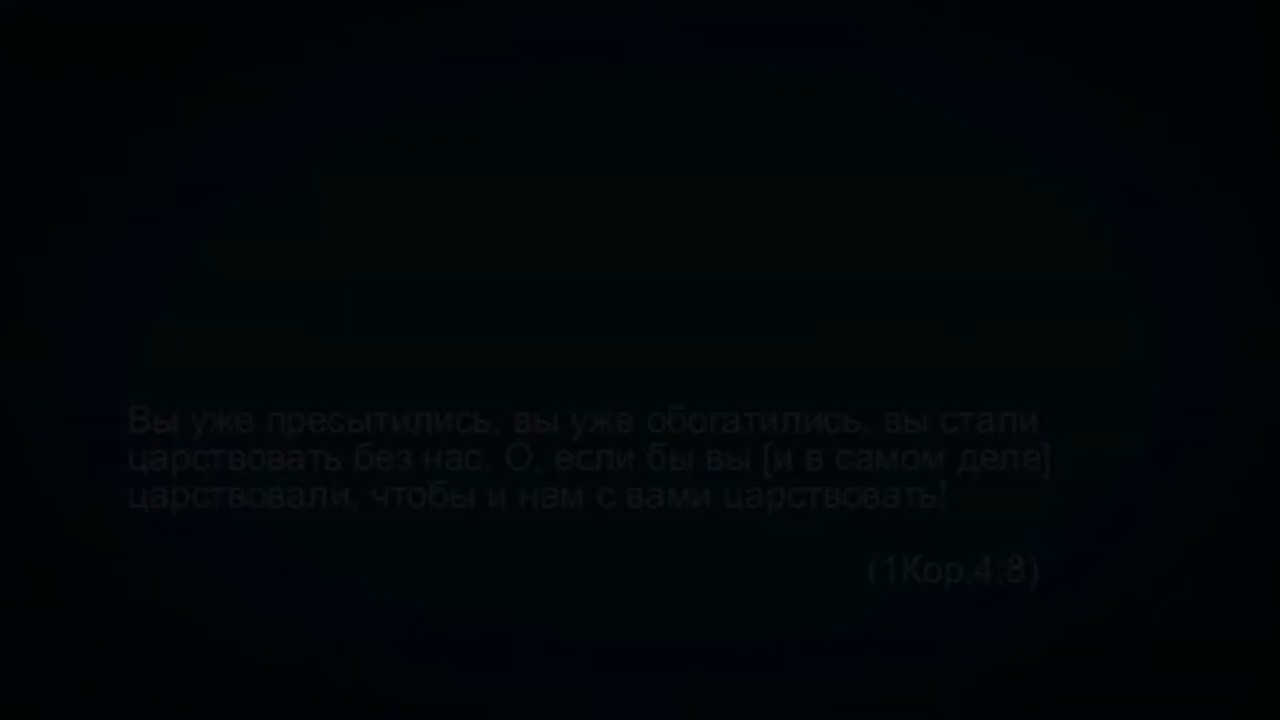 Вы уже пресытились, вы уже обогатились, вы стали
царствовать без нас. О, если бы вы [и в самом деле]
царствовали, чтобы и нам с вами царствовать!
(1Кор.4:8)